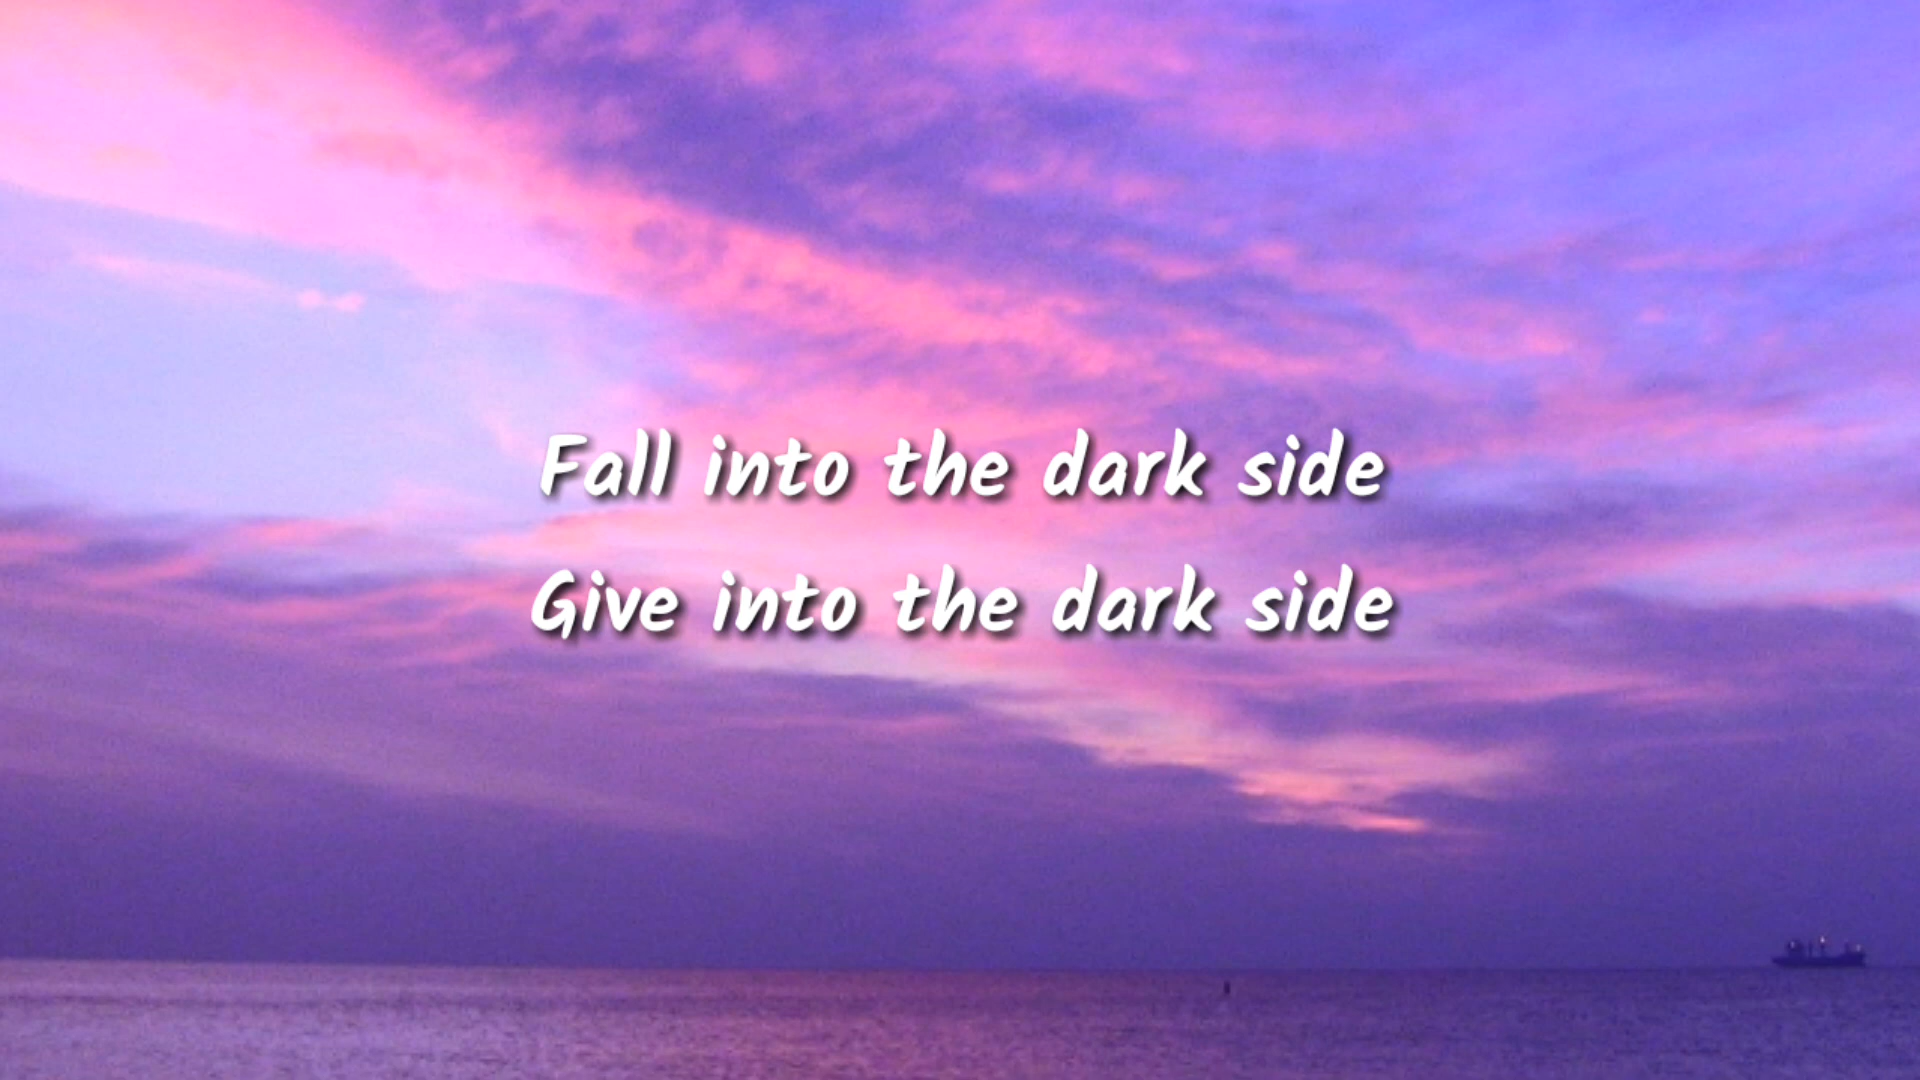 Fall into the dark side
Give into the dark side